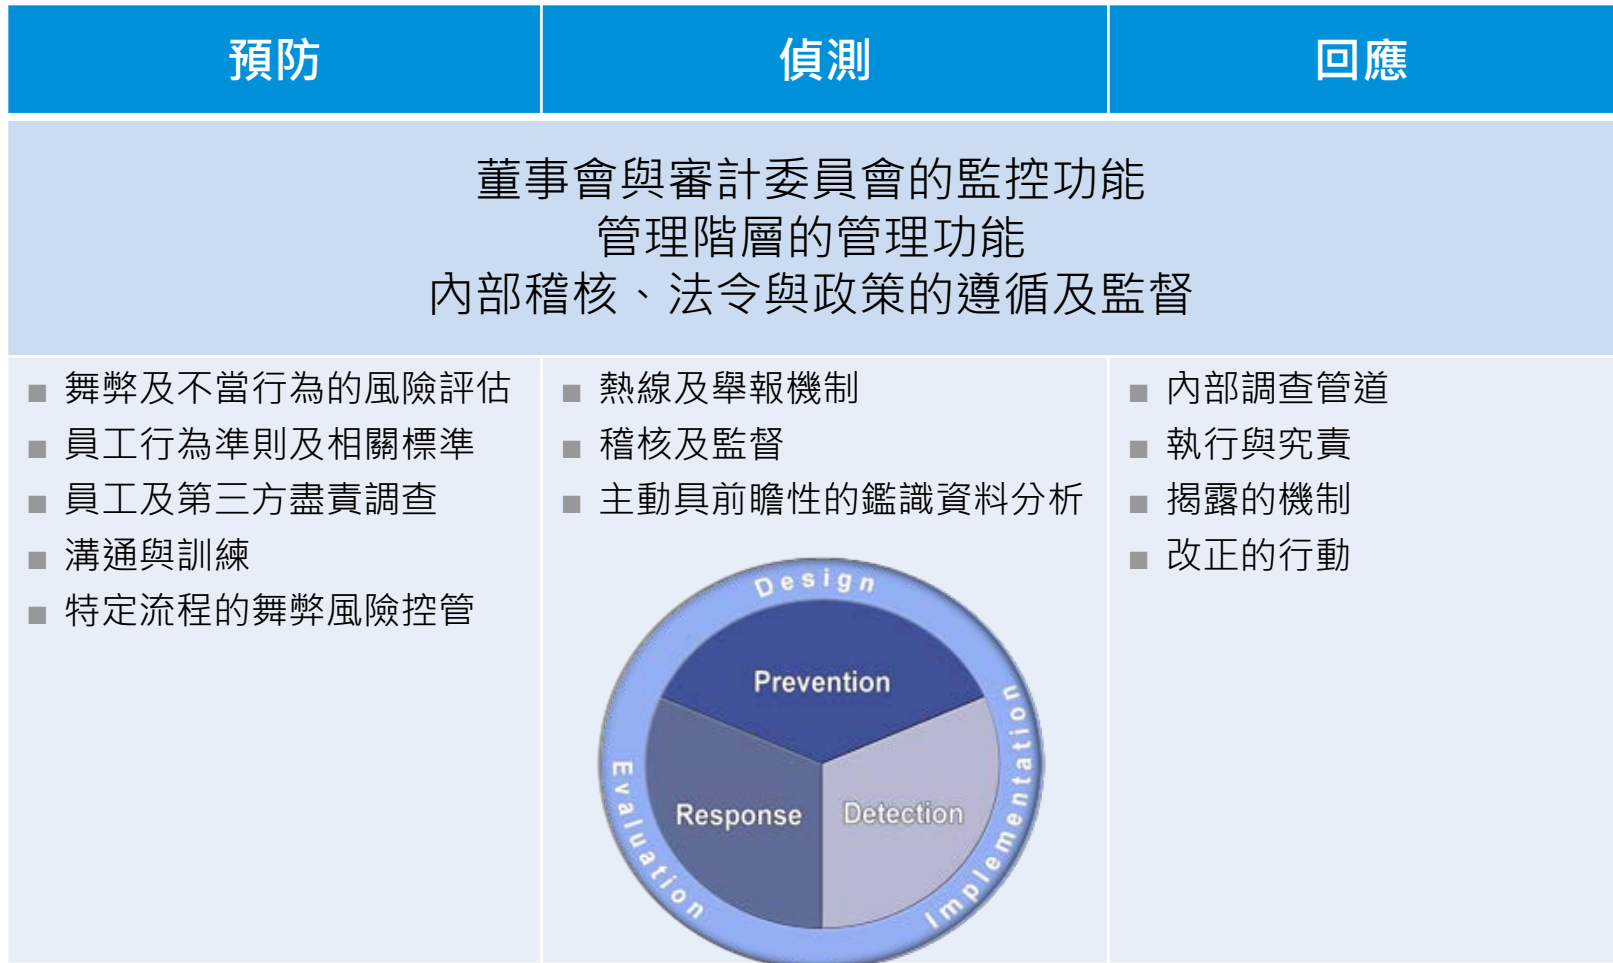 預防
偵測
回應
董事會與審計委員會的監控功能
管理階層的管理功能
內部稽核、法令與政策的遵循及監督
■ 舞弊及不當行為的風險評估
■ 員工行為準則及相關標準
■ 員工及第三方盡責調查
■ 溝通與訓練
■ 特定流程的舞弊風險控管
■ 熱線及舉報機制
■ 稽核及監督
■ 主動具前瞻性的鑑識資料分析
Design
Prevention
Response
Detection
Evaluation
Implementation
■ 內部調查管道
■ 執行與究責
■ 揭露的機制
■ 改正的行動